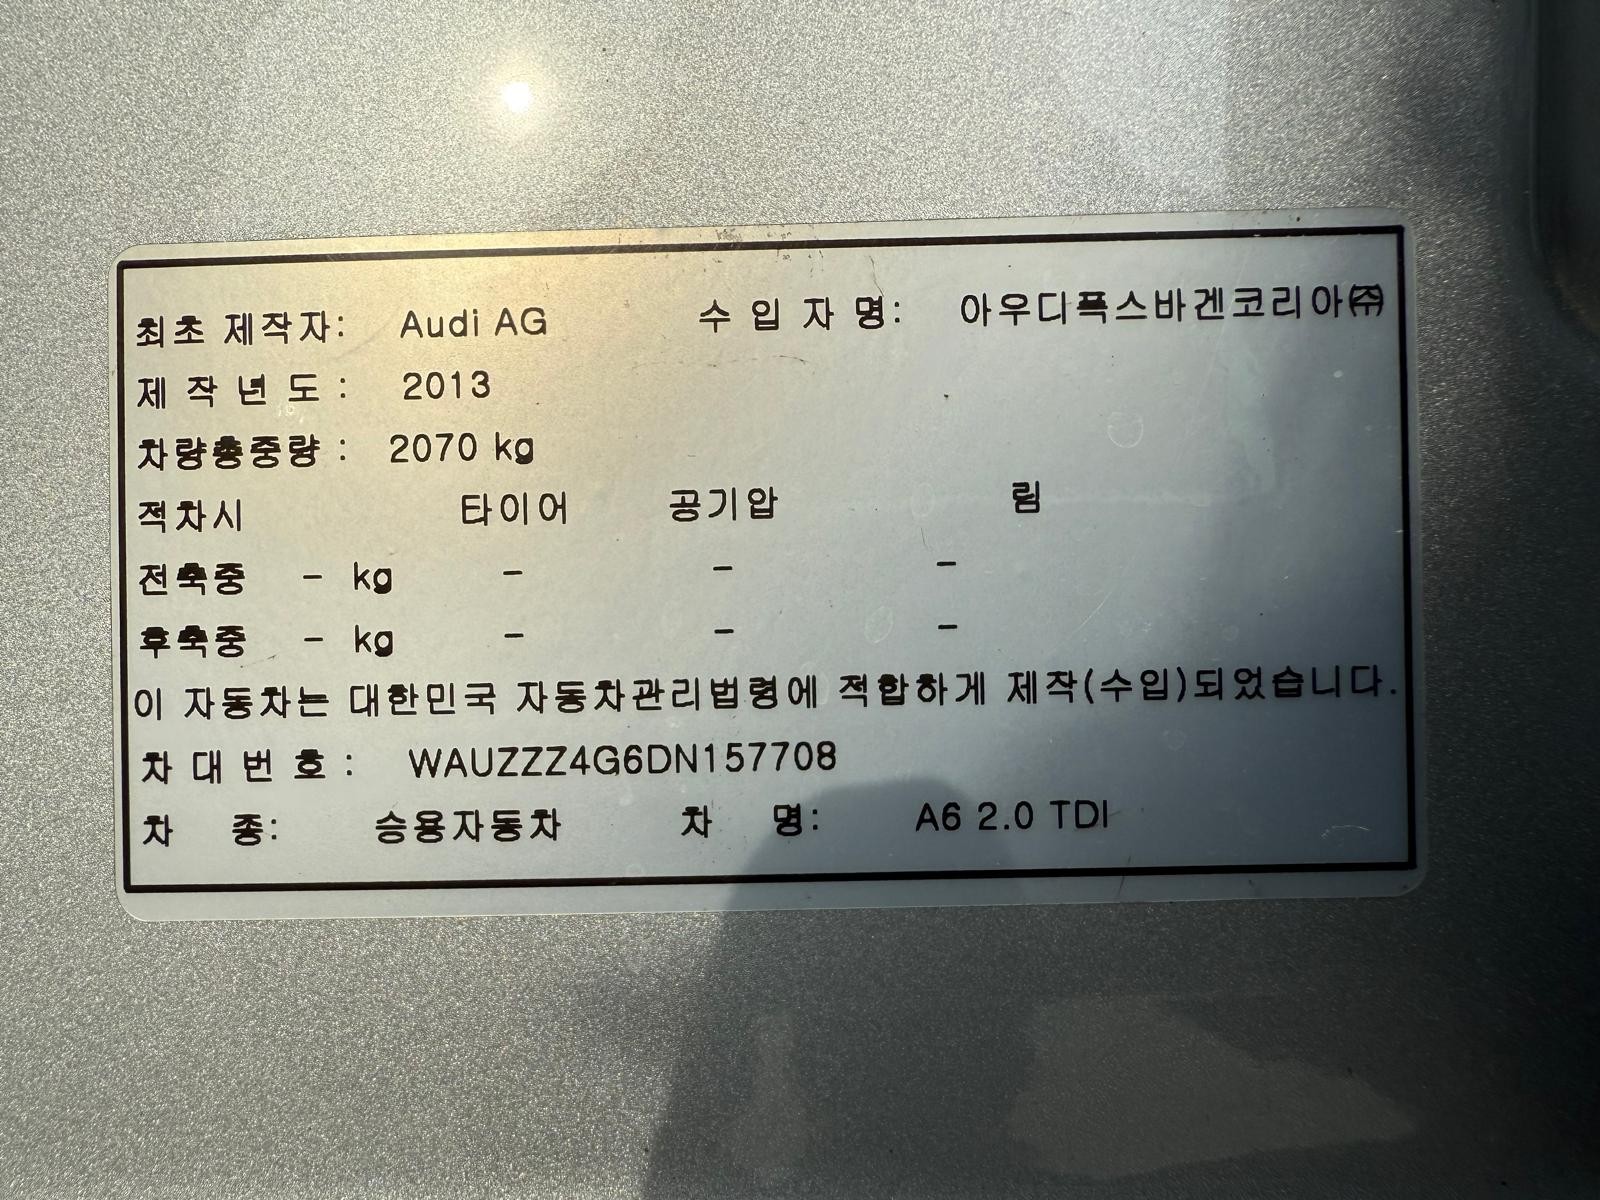 최초 제작자: Audi AG 수 입 자 명: 아우디폭스바겐코리아㈜
제 작 년 도 : 2013
차량총중량 : 2070 kg
적차시 타이어 공기압 림
전축중 - kg - - -
후축중 - kg - - -
이 자동차는 대한민국 자동차관리법령에 적합하게 제작(수입)되었습니다.
차 대 번 호 : WAUZZZ4G6DN157708
차 종: 승용자동차 차 명: A6 2.0 TDI